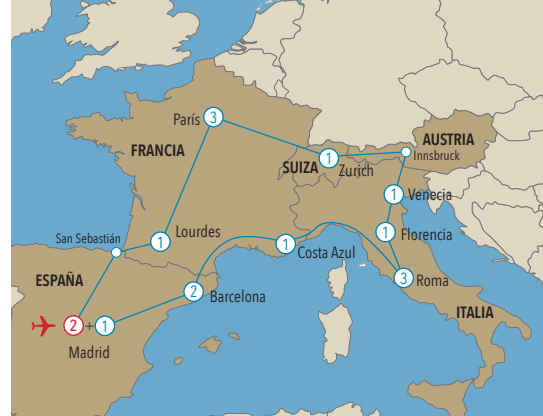 París 3
FRANCIA
AUSTRIA
Innsbruck
1
SUIZA
Zurich
1 Venecia
San Sebastián
1 Lourdes
1 Florencia
1
Costa Azul
ESPAÑA
2 Barcelona
3 Roma
2 + 1
Madrid
ITALIA